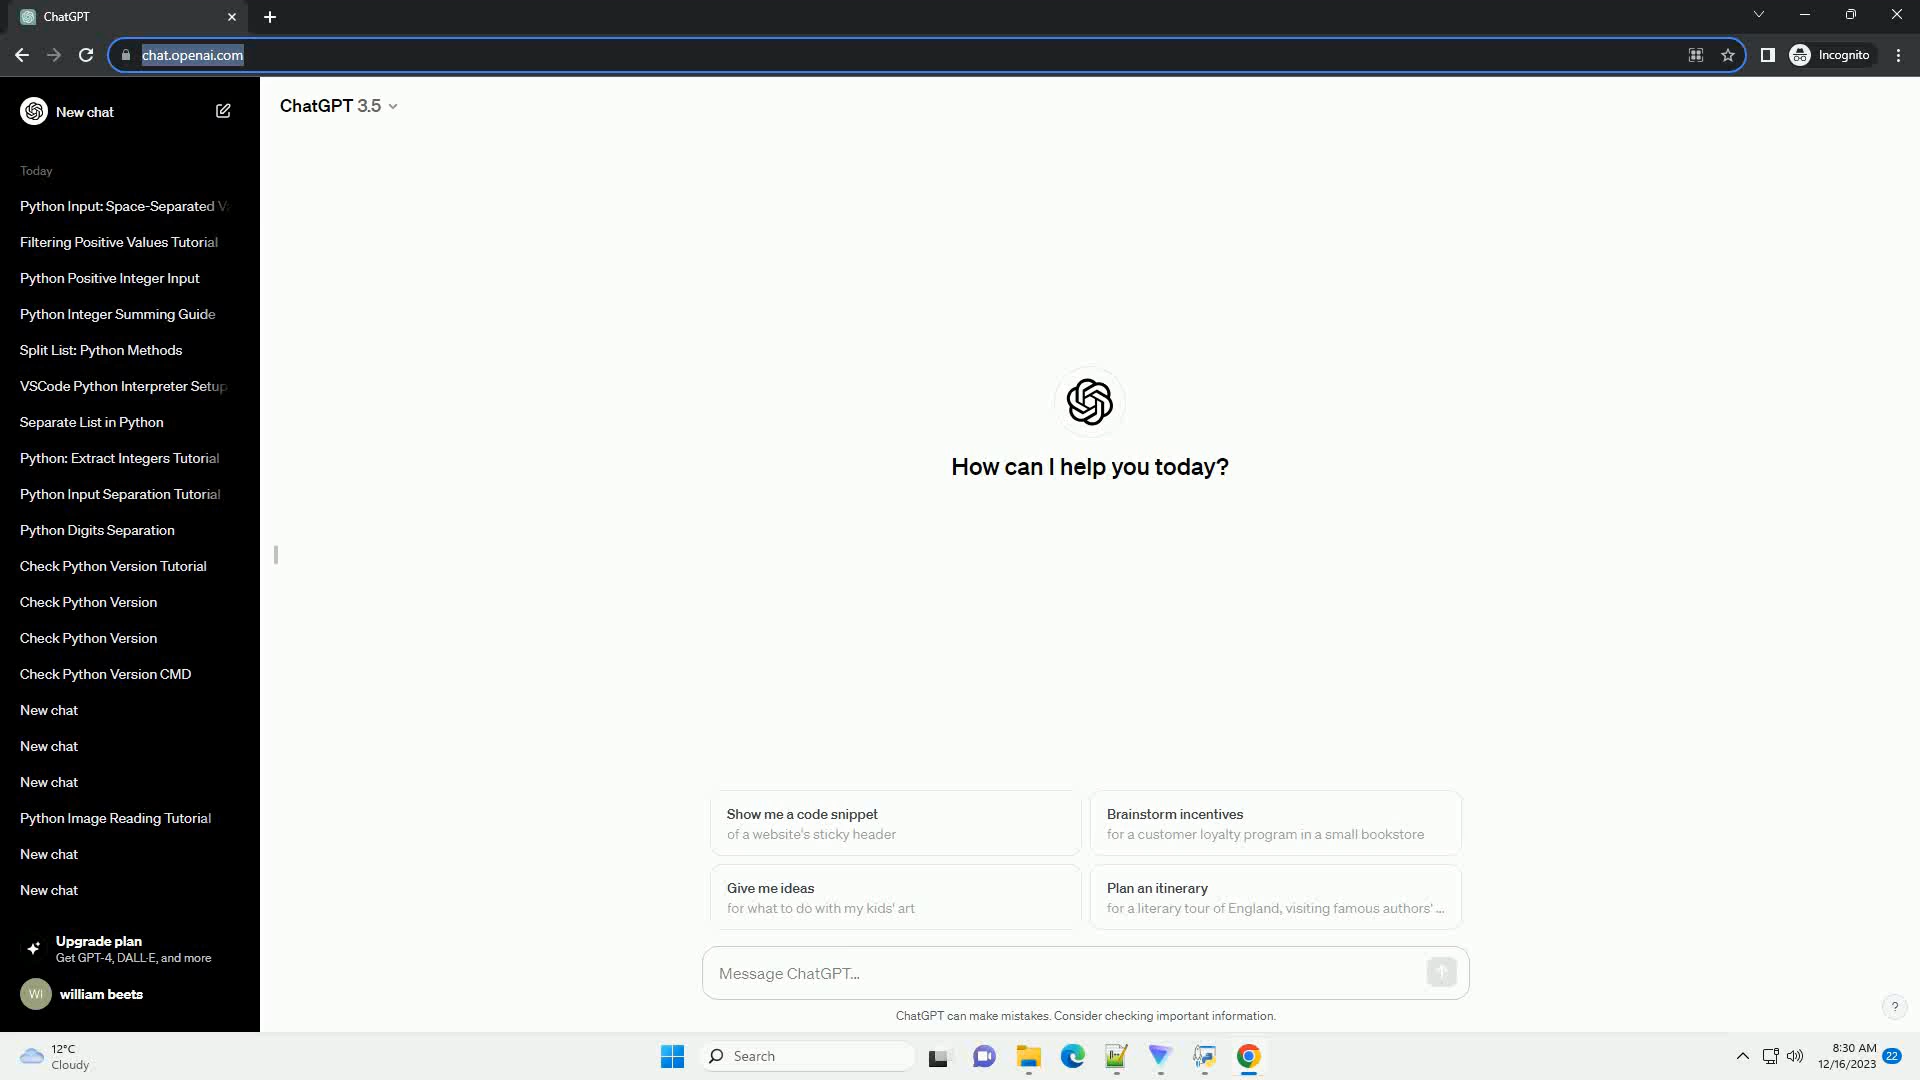 ChatGPT
chat.openai.com
Incognito
New chat
ChatGPT 3.5
Today
Python Input: Space-Separated
Filtering Positive Values Tutorial
Python Positive Integer Input
Python Integer Summing Guide
Split List: Python Methods
VSCode Python Interpreter Setup
Separate List in Python
Python: Extract Integers Tutorial
Python Input Separation Tutorial
Python Digits Separation
Check Python Version Tutorial
Check Python Version
Check Python Version
Check Python Version CMD
New chat
New chat
New chat
Python Image Reading Tutorial
New chat
New chat
Upgrade plan
Get GPT-4, DALL·E, and more
WI
william beets
How can I help you today?
Show me a code snippet
of a website's sticky header
Brainstorm incentives
for a customer loyalty program in a small bookstore
Give me ideas
for what to do with my kids' art
Plan an itinerary
for a literary tour of England, visiting famous authors' ...
Message ChatGPT...
ChatGPT can make mistakes. Consider checking important information.
?
12°C
Cloudy
Search
8:30 AM
12/16/2023
22